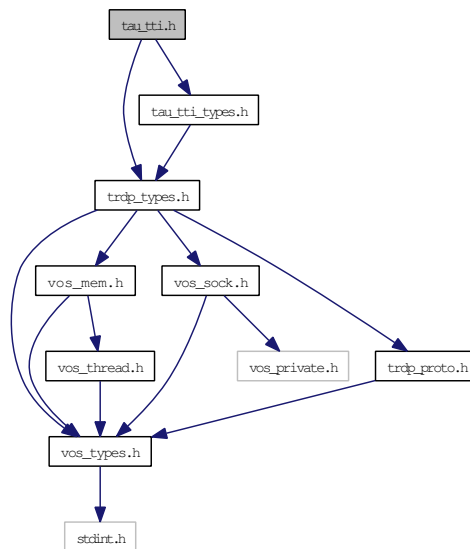 tau_tti.h
tau_tti_types.h
trdp_types.h
vos_mem.h
vos_sock.h
vos_thread.h
vos_private.h
trdp_proto.h
vos_types.h
stdint.h